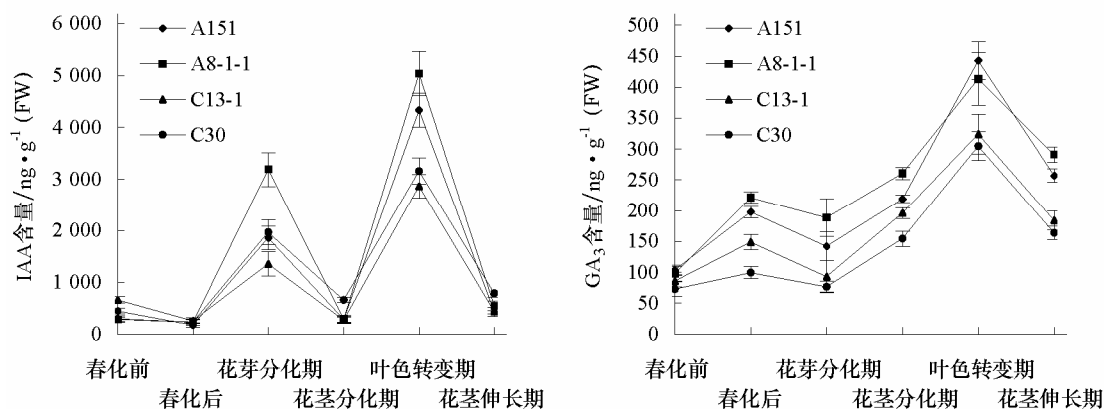 6 000
5 000
4 000
3 000
2 000
1 000
0
IAA含量/ng·g⁻¹ (FW)
A151
A8-1-1
C13-1
C30
春化前
春化后
花芽分化期
花茎分化期
叶色转变期
花茎伸长期
500
450
400
350
300
250
200
150
100
50
0
GA₃含量/ng·g⁻¹ (FW)
A151
A8-1-1
C13-1
C30
春化前
春化后
花芽分化期
花茎分化期
叶色转变期
花茎伸长期